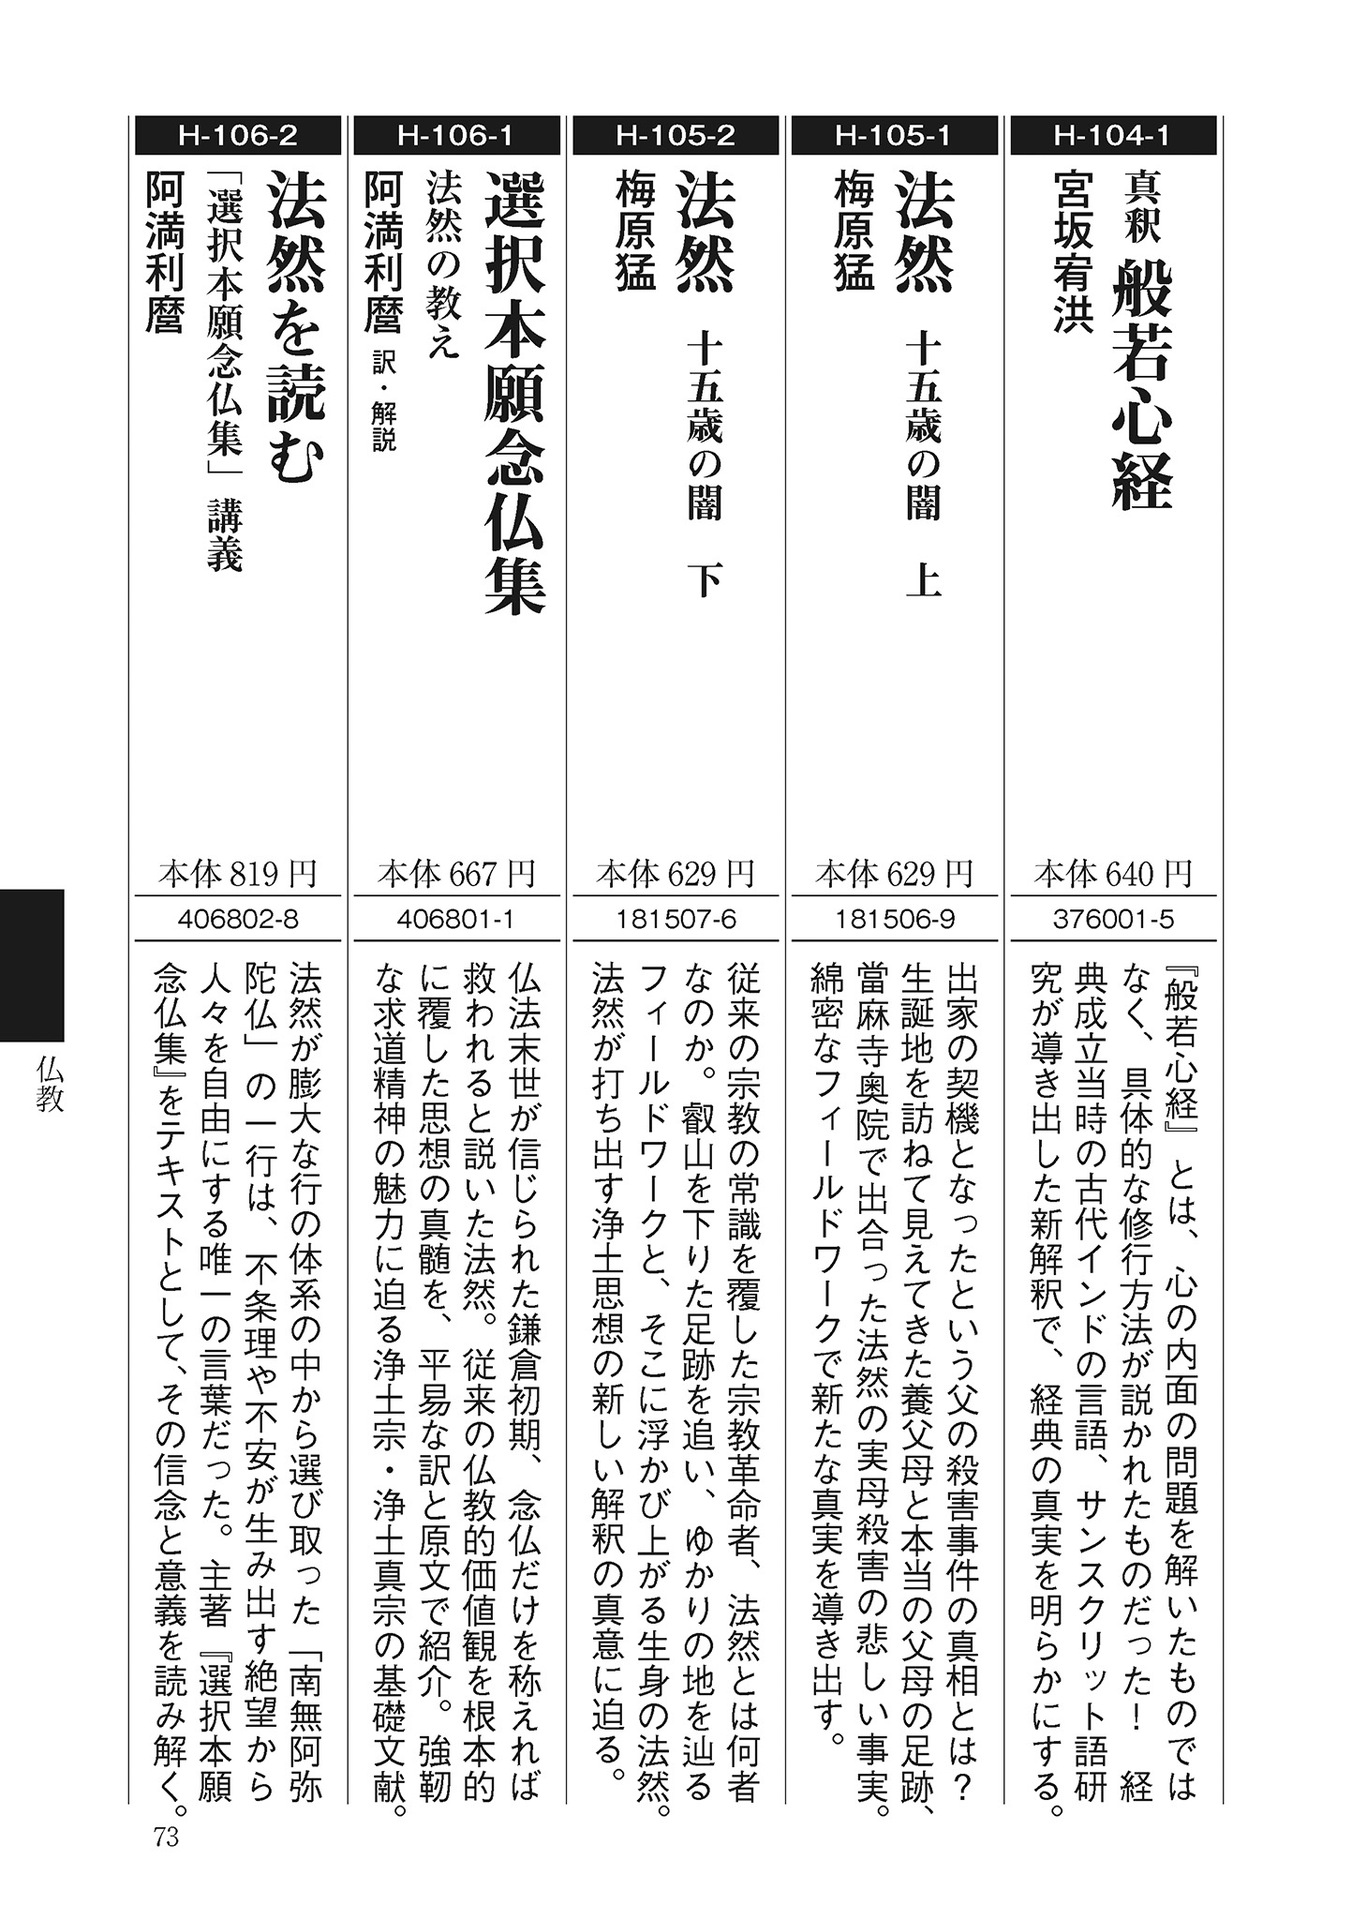 H-104-1
真釈 般若心経
宮坂宥洪
本体 640 円
376001-5
『般若心経』とは、心の内面の問題を解いたものでは
なく、具体的な修行方法が説かれたものだった！ 経
典成立当時の古代インドの言語、サンスクリット語研
究が導き出した新解釈で、経典の真実を明らかにする。
H-105-1
法然 十五歳の闇 上
梅原猛
本体 629 円
181506-9
出家の契機となったという父の殺害事件の真相とは？
生誕地を訪ねて見えてきた養父母と本当の父母の足跡、
當麻寺奥院で出合った法然の実母殺害の悲しい事実。
綿密なフィールドワークで新たな真実を導き出す。
H-105-2
法然 十五歳の闇 下
梅原猛
本体 629 円
181507-6
従来の宗教の常識を覆した宗教革命者、法然とは何者
なのか。叡山を下りた足跡を追い、ゆかりの地を辿る
フィールドワークと、そこに浮かび上がる生身の法然。
法然が打ち出す浄土思想の新しい解釈の真意に迫る。
H-106-1
選択本願念仏集
法然の教え
阿満利麿 訳・解説
本体 667 円
406801-1
仏法末世が信じられた鎌倉初期、念仏だけを称えれば
救われると説いた法然。従来の仏教的価値観を根本的
に覆した思想の真髄を、平易な訳と原文で紹介。強靭
な求道精神の魅力に迫る浄土宗・浄土真宗の基礎文献。
H-106-2
法然を読む
「選択本願念仏集」講義
阿満利麿
本体 819 円
406802-8
法然が膨大な行の体系の中から選び取った「南無阿弥
陀仏」の一行は、不条理や不安が生み出す絶望から
人々を自由にする唯一の言葉だった。主著『選択本願
念仏集』をテキストとして、その信念と意義を読み解く。
仏教
73